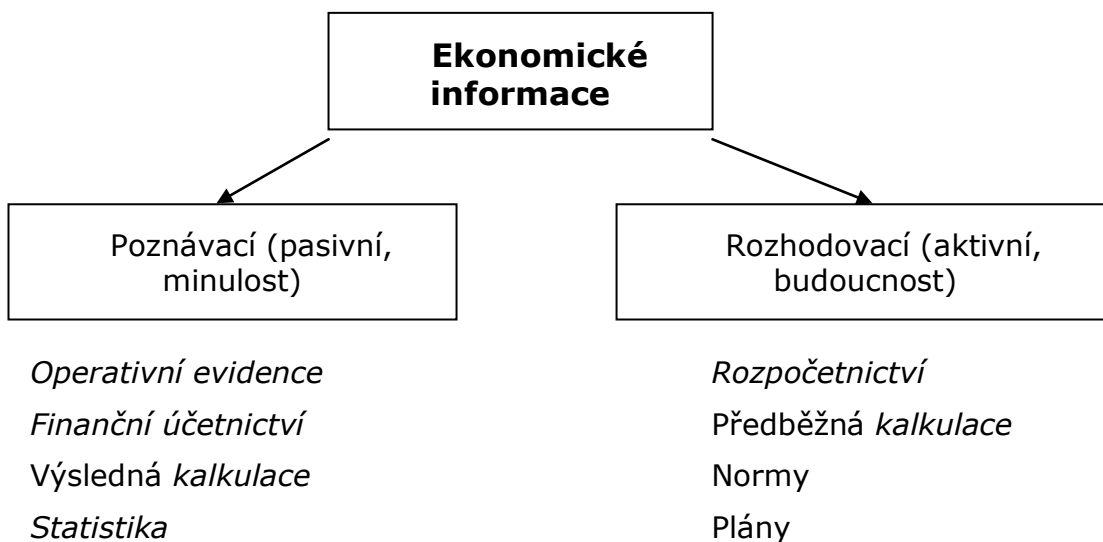 Ekonomické
informace
Poznávací (pasivní,
minulost)
Rozhodovací (aktivní,
budoucnost)
Operativní evidence
Finanční účetnictví
Výsledná kalkulace
Statistika
Rozpočetnictví
Předběžná kalkulace
Normy
Plány